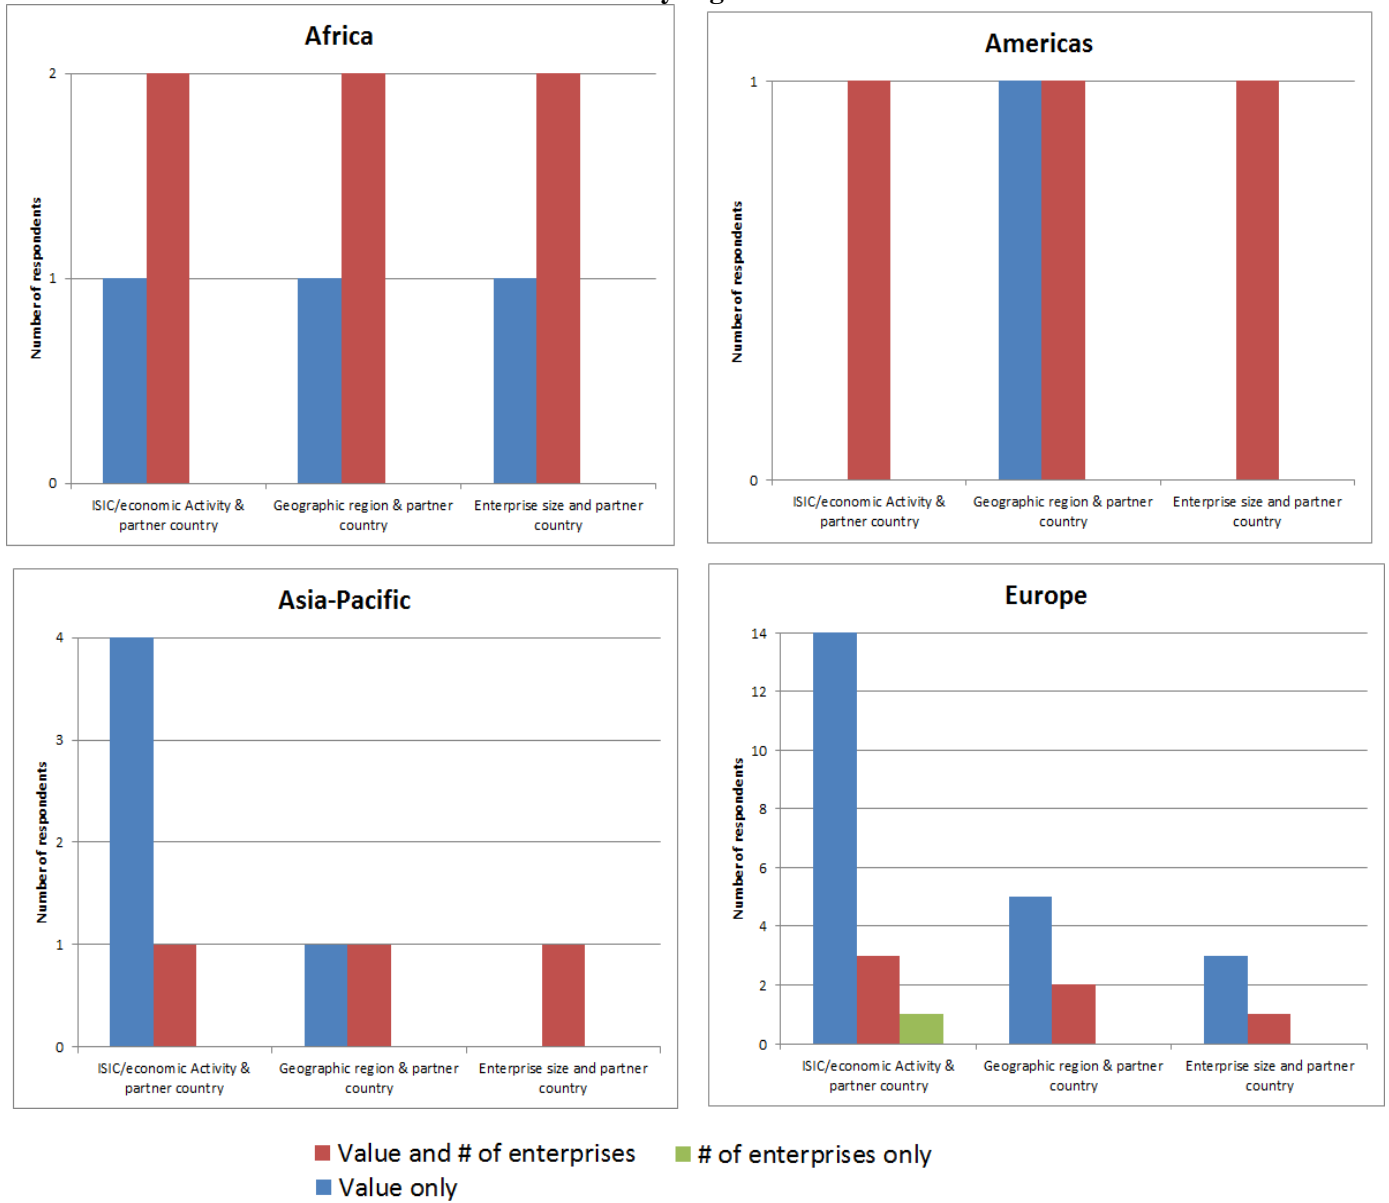 Africa
2
1
0
Number of respondents
ISIC/economic Activity &
partner country
Geographic region & partner
country
Enterprise size and partner
country
Americas
1
0
Number of respondents
ISIC/economic Activity &
partner country
Geographic region & partner
country
Enterprise size and partner
country
Asia-Pacific
4
3
2
1
0
Number of respondents
ISIC/economic Activity &
partner country
Geographic region & partner
country
Enterprise size and partner
country
Europe
14
12
10
8
6
4
2
0
Number of respondents
ISIC/economic Activity &
partner country
Geographic region & partner
country
Enterprise size and partner
country
Value and # of enterprises
# of enterprises only
Value only